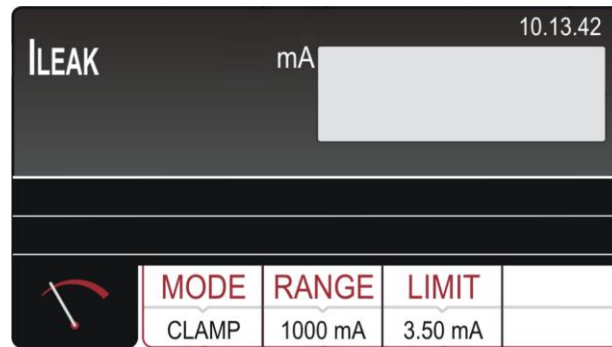 10.13.42
ILEAK mA
MODE RANGE LIMIT
CLAMP 1000 mA 3.50 mA